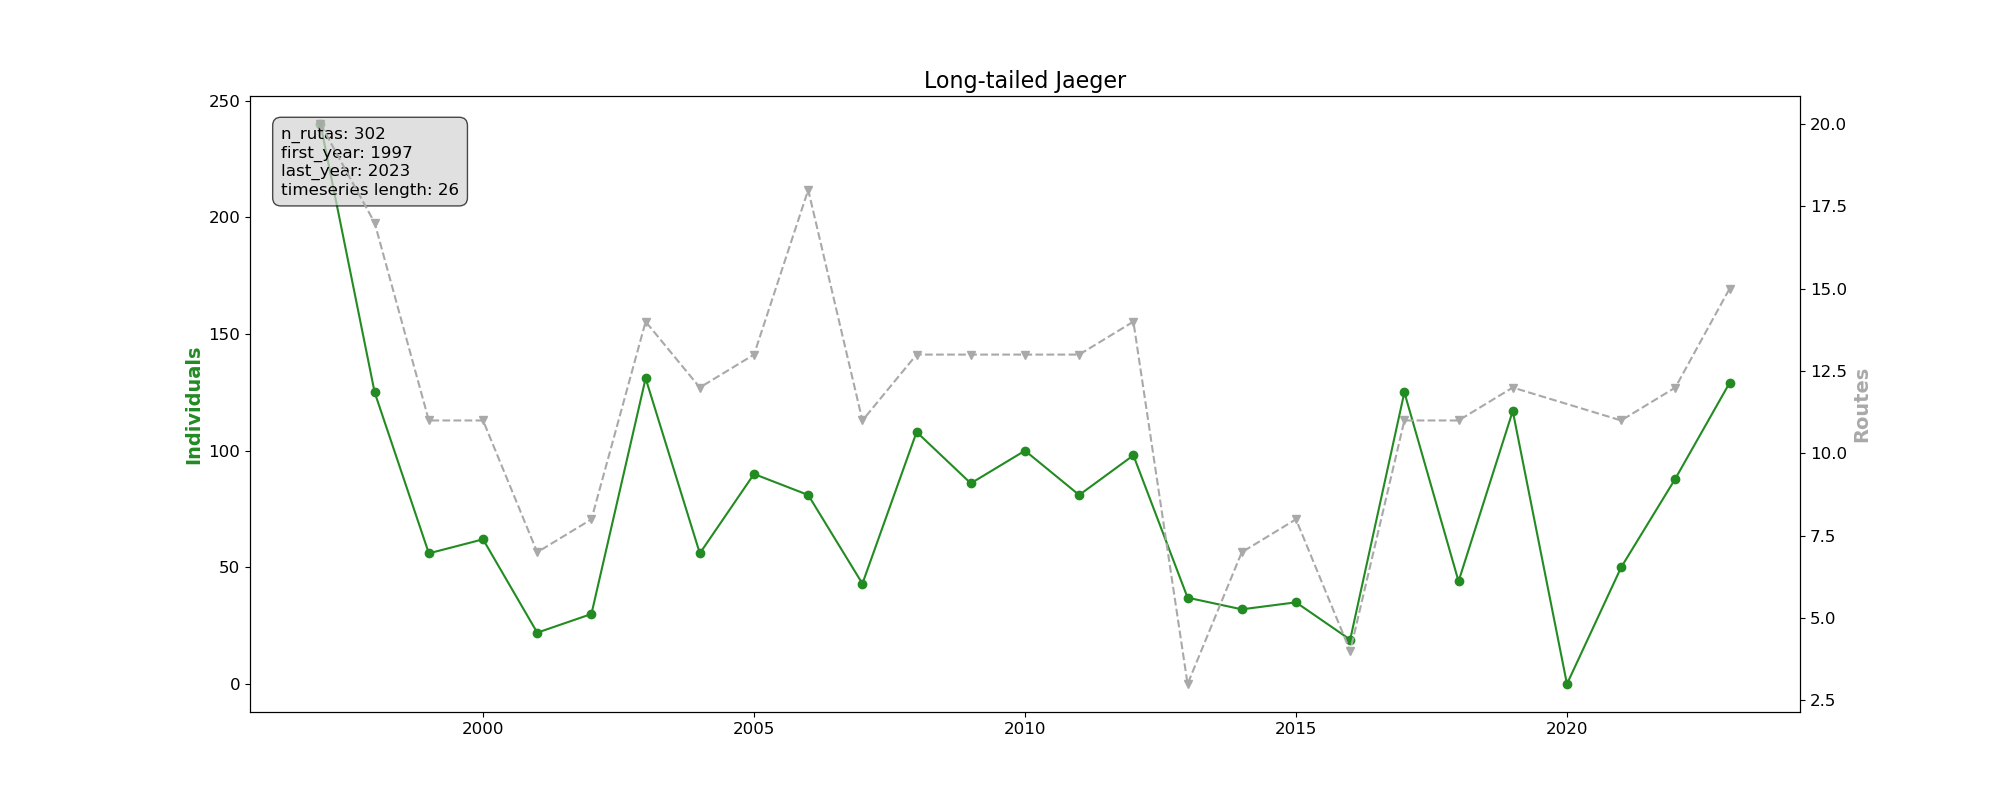 Long-tailed Jaeger
250
200
150
100
50
0
Individuals
n_rutas: 302
first_year: 1997
last_year: 2023
timeseries length: 26
20.0
17.5
15.0
12.5
10.0
7.5
5.0
2.5
Routes
2000
2005
2010
2015
2020